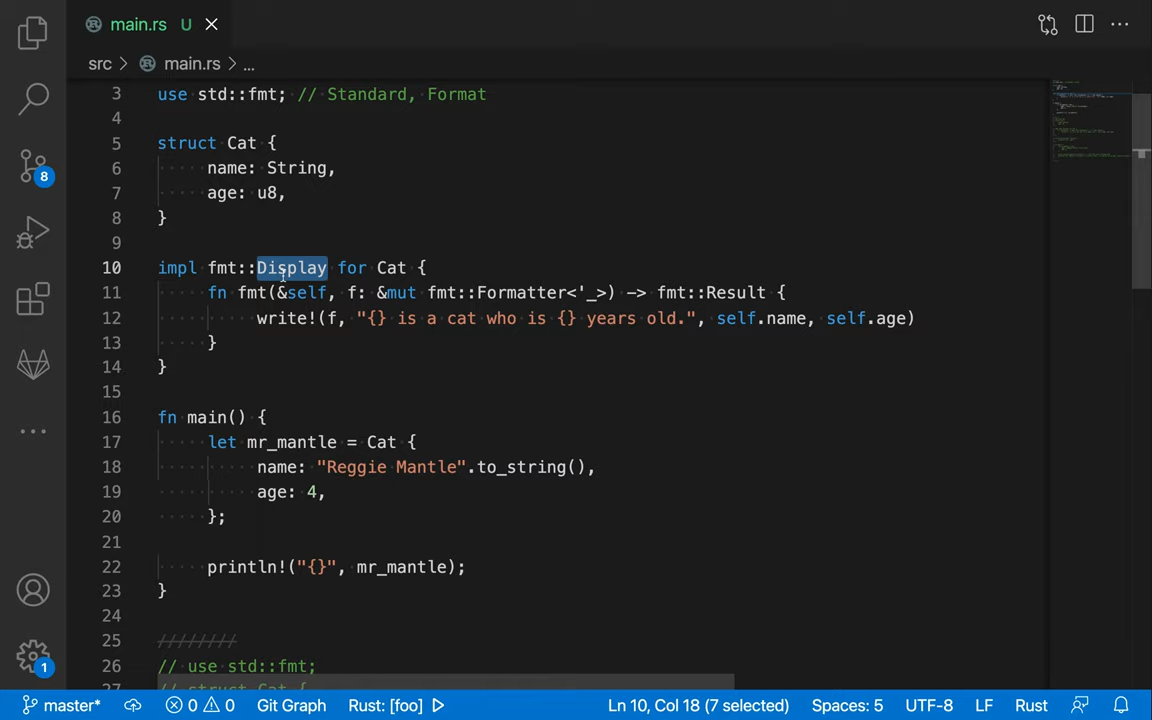 main.rs U
src > main.rs > ...
3 use std::fmt; // Standard, Format
4
5 struct Cat {
6 name: String,
7 age: u8,
8 }
9
10 impl fmt::Display for Cat {
11 fn fmt(&self, f: &mut fmt::Formatter<'_>) -> fmt::Result {
12 write!(f, "{} is a cat who is {} years old.", self.name, self.age)
13 }
14 }
15
16 fn main() {
17 let mr_mantle = Cat {
18 name: "Reggie Mantle".to_string(),
19 age: 4,
20 };
21
22 println!("{}", mr_mantle);
23 }
24
25 ////////
26 // use std::fmt;
27 // struct Cat {
8
1
master* 0 0 Git Graph Rust: [foo] Ln 10, Col 18 (7 selected) Spaces: 5 UTF-8 LF Rust